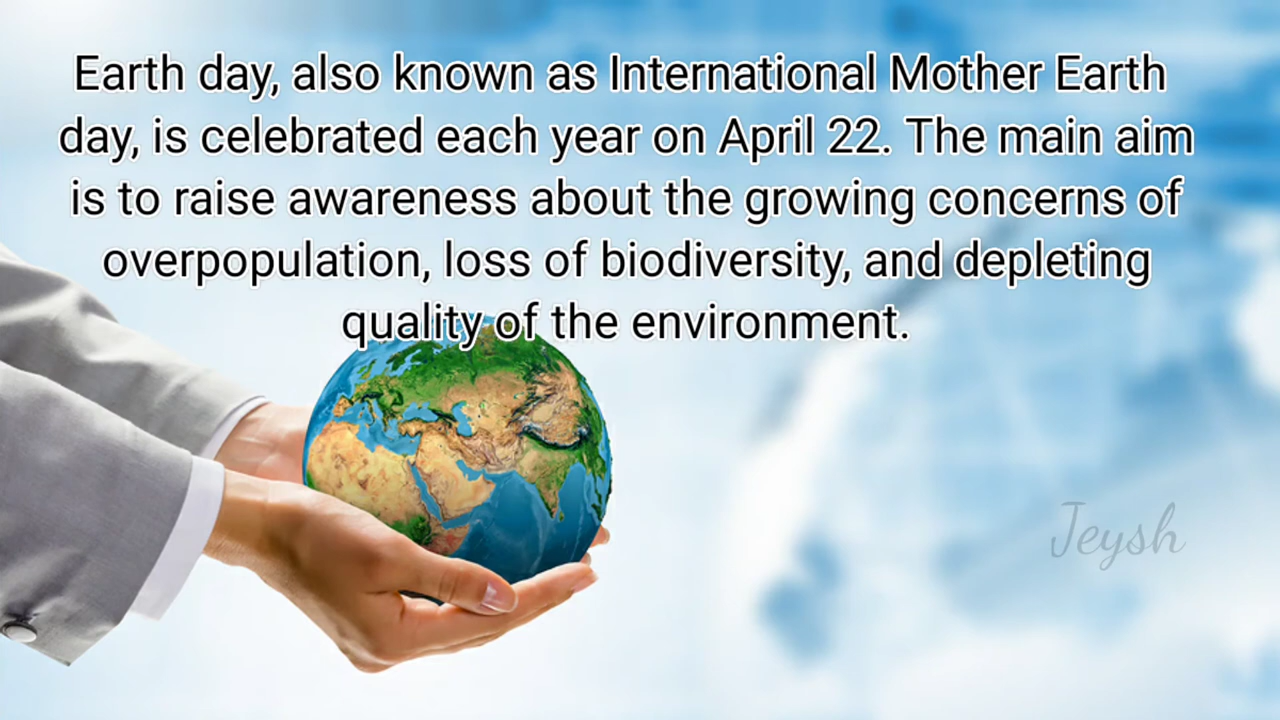 Earth day, also known as International Mother Earth
day, is celebrated each year on April 22. The main aim
is to raise awareness about the growing concerns of
overpopulation, loss of biodiversity, and depleting
quality of the environment.
Jeysh